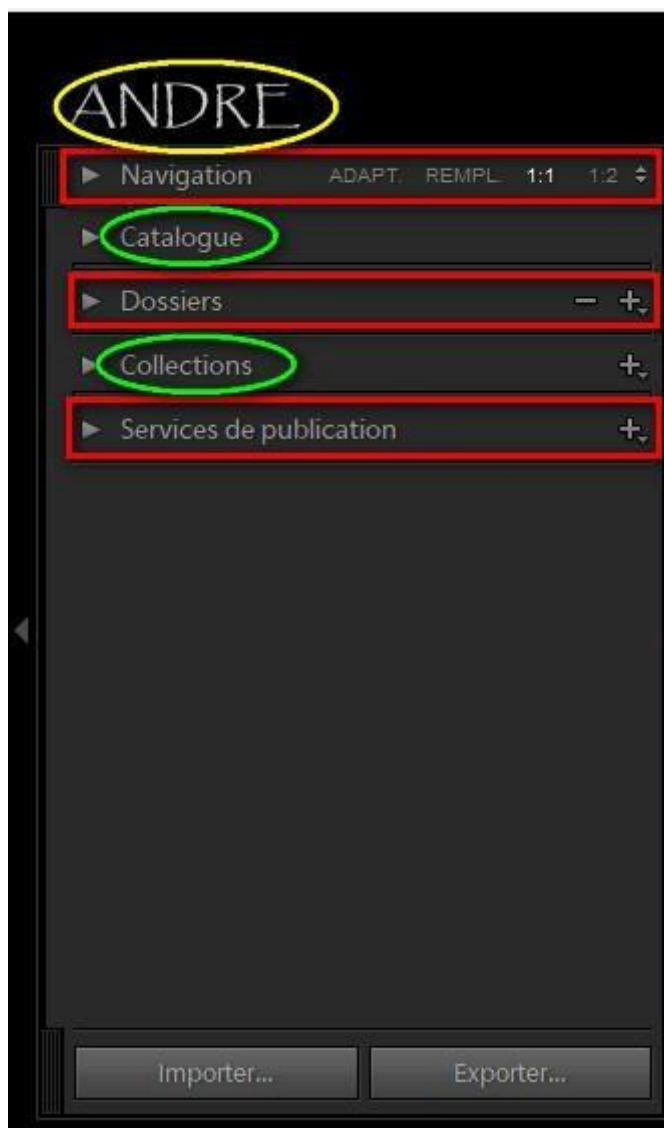 ANDRE
Navigation ADAPT. REMPL. 1:1 1:2
Catalogue
Dossiers
Collections
Services de publication
Importer... Exporter...